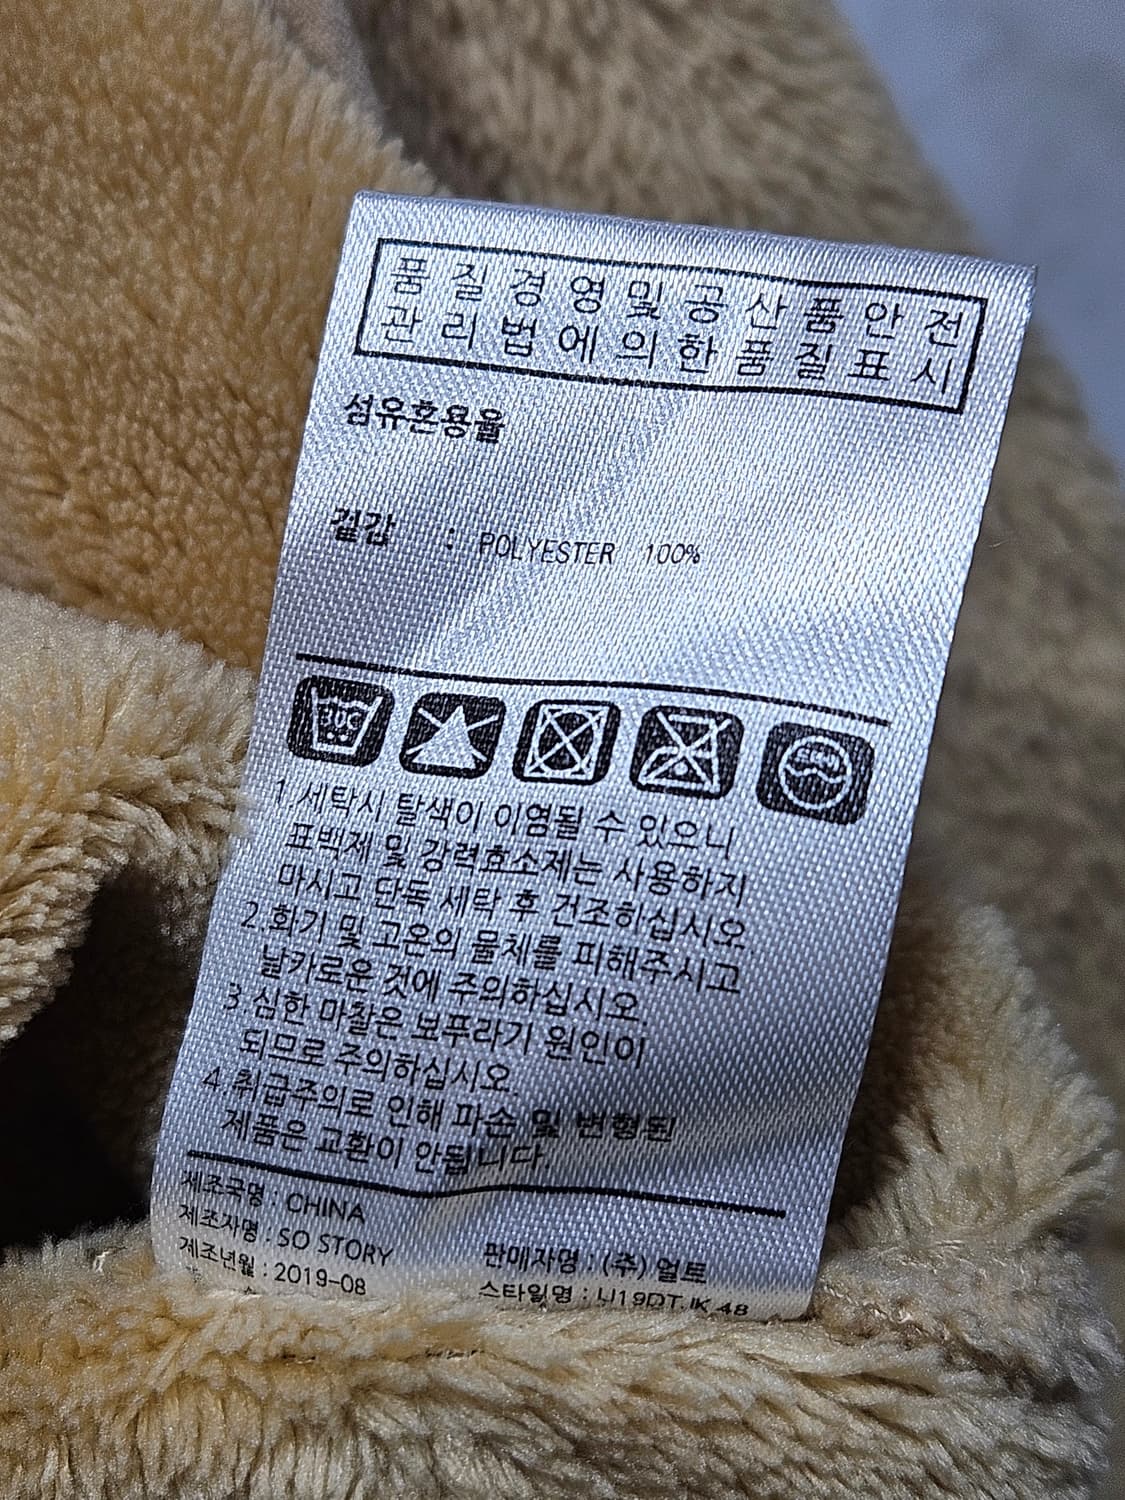 품질경영및공산품안전
관리법에의한품질표시
섬유혼용율
겉감 : POLYESTER 100%
30C
1.세탁시 탈색이 이염될 수 있으니
표백제 및 강력효소제는 사용하지
마시고 단독 세탁 후 건조하십시오.
2.화기 및 고온의 물체를 피해주시고
날카로운 것에 주의하십시오.
3.심한 마찰은 보푸라기 원인이
되므로 주의하십시오.
4.취급주의로 인해 파손 및 변형된
제품은 교환이 안됩니다.
제조국명 : CHINA
제조자명 : SO STORY 판매자명 : (주) 얼트
제조년월 : 2019-08 스타일명 :